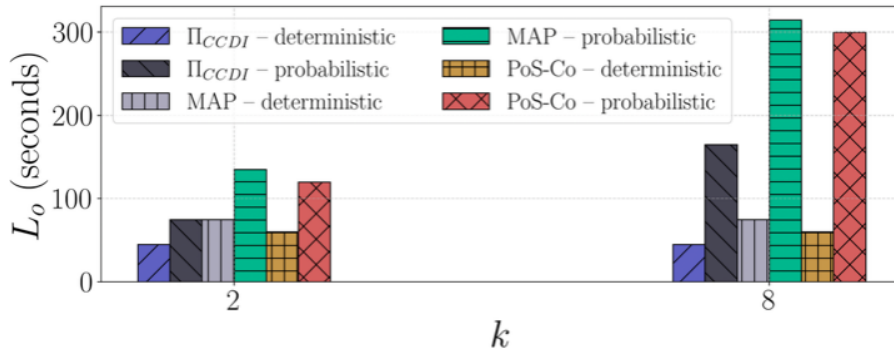 300
200
100
0
L_o (seconds)
Π_CCDI – deterministic
Π_CCDI – probabilistic
MAP – deterministic
MAP – probabilistic
PoS-Co – deterministic
PoS-Co – probabilistic
2
8
k